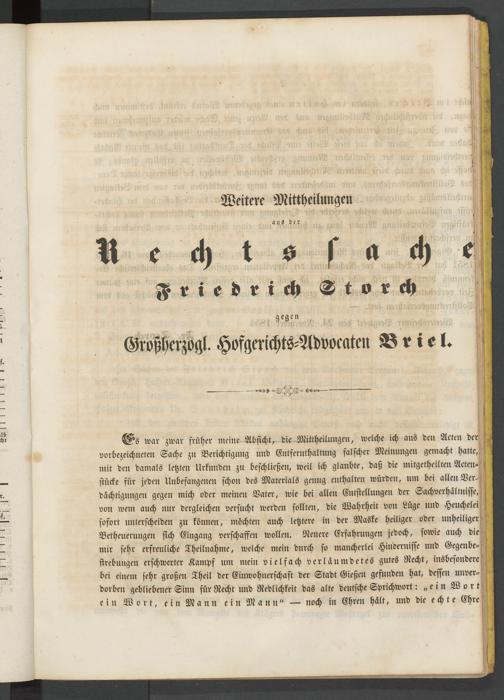 Weitere Mittheilungen
aus der
Rechtssache
Friedrich Storch
gegen
Großherzogl. Hofgerichts-Advocaten Briel.
Es war zwar früher meine Absicht, die Mittheilungen, welche ich aus den Acten der
vorbezeichneten Sache zu Berichtigung und Entfernthaltung falscher Meinungen gemacht hatte,
mit den damals letzten Urkunden zu beschließen, weil ich glaubte, daß die mitgetheilten Acten-
stücke für jeden Unbefangenen schon des Materials genug enthalten würden, um bei allen Ver-
dächtigungen gegen mich oder meinen Vater, wie bei allen Entstellungen der Sachverhältnisse,
von wem auch nur dergleichen versucht werden sollten, die Wahrheit von Lüge und Heuchelei
sofort unterscheiden zu können, möchten auch letztere in der Maske heiliger oder unheiliger
Betheuerungen sich Eingang verschaffen wollen. Neuere Erfahrungen jedoch, sowie auch die
mir sehr erfreuliche Theilnahme, welche mein durch so mancherlei Hindernisse und Gegenbe-
strebungen erschwerter Kampf um mein vielfach verläumdetes gutes Recht, insbesondere
bei einem sehr großen Theil der Einwohnerschaft der Stadt Gießen gefunden hat, dessen unver-
dorben gebliebener Sinn für Recht und Redlichkeit das alte deutsche Sprichwort: „ein Wort
ein Wort, ein Mann ein Mann" — noch in Ehren hält, und die echte Ehre